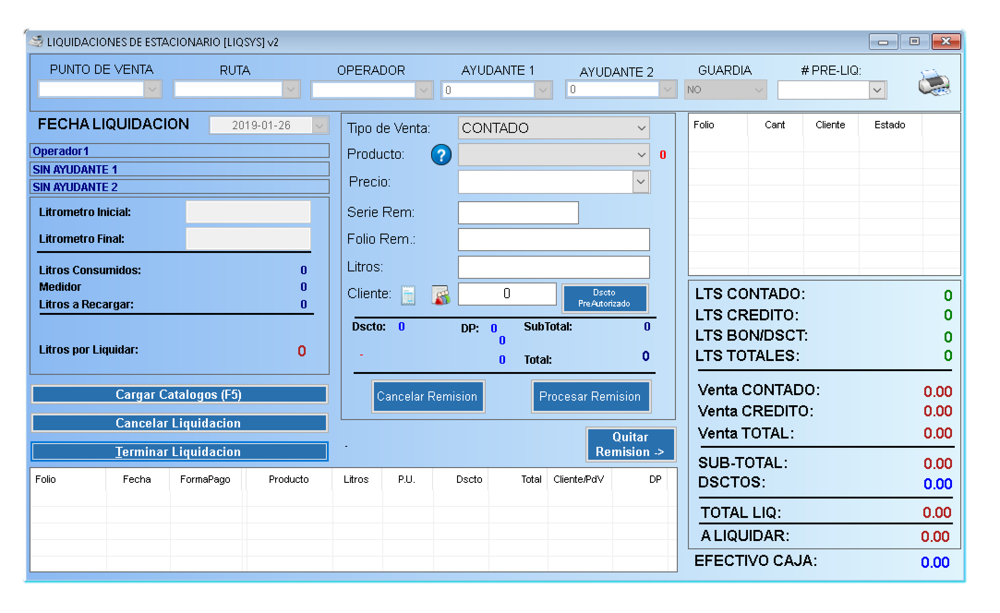 LIQUIDACIONES DE ESTACIONARIO [LIQSYS] v2
PUNTO DE VENTA RUTA OPERADOR AYUDANTE 1 AYUDANTE 2 GUARDIA # PRE-LIQ:
0 0 NO
FECHA LIQUIDACION 2019-01-26
Operador1
SIN AYUDANTE 1
SIN AYUDANTE 2
Litrometro Inicial:
Litrometro Final:
Litros Consumidos: 0
Medidor 0
Litros a Recargar: 0
Litros por Liquidar: 0
Cargar Catalogos (F5)
Cancelar Liquidacion
Terminar Liquidacion
Tipo de Venta: CONTADO
Producto: ? 0
Precio:
Serie Rem:
Folio Rem.:
Litros:
Cliente: 0 Dscto
PreAutorizado
Dscto: 0 DP: 0 SubTotal: 0
0
- 0 Total: 0
Cancelar Remision Procesar Remision
-
Quitar
Remision ->
Folio Fecha FormaPago Producto Litros P.U. Dscto Total Cliente/PdV DP
Folio Cant Cliente Estado
LTS CONTADO: 0
LTS CREDITO: 0
LTS BON/DSCT: 0
LTS TOTALES: 0
Venta CONTADO: 0.00
Venta CREDITO: 0.00
Venta TOTAL: 0.00
SUB-TOTAL: 0.00
DSCTOS: 0.00
TOTAL LIQ: 0.00
A LIQUIDAR: 0.00
EFECTIVO CAJA: 0.00